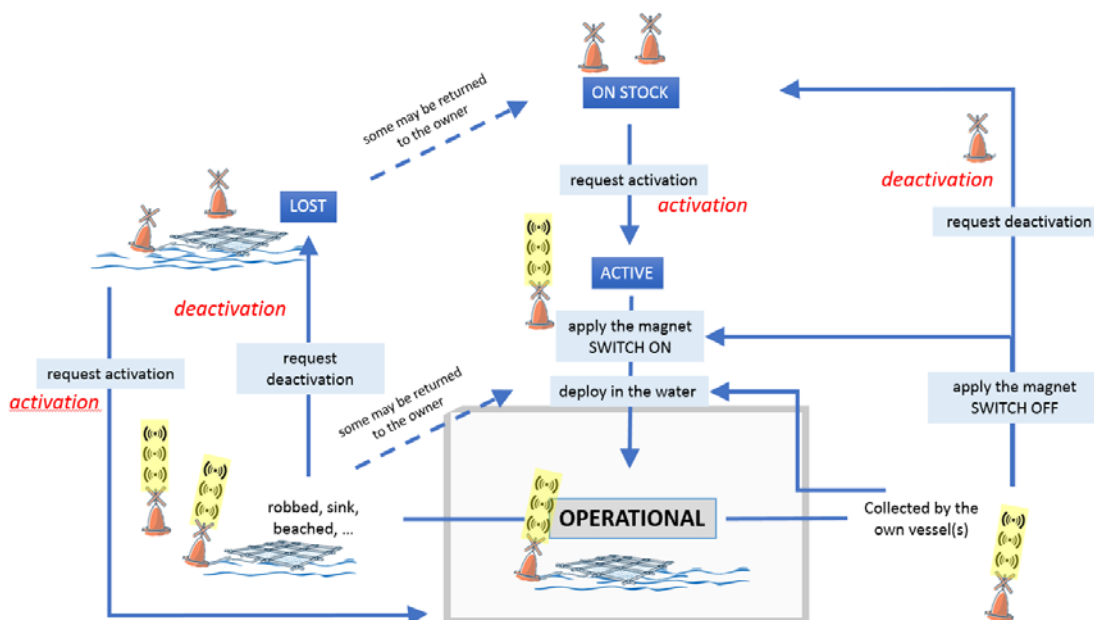 ON STOCK
some may be returned
to the owner
request activation
activation
deactivation
request deactivation
LOST
ACTIVE
deactivation
apply the magnet
SWITCH ON
request activation
activation
request
deactivation
some may be returned
to the owner
deploy in the water
apply the magnet
SWITCH OFF
robbed, sink,
beached, ...
OPERATIONAL
Collected by the
own vessel(s)